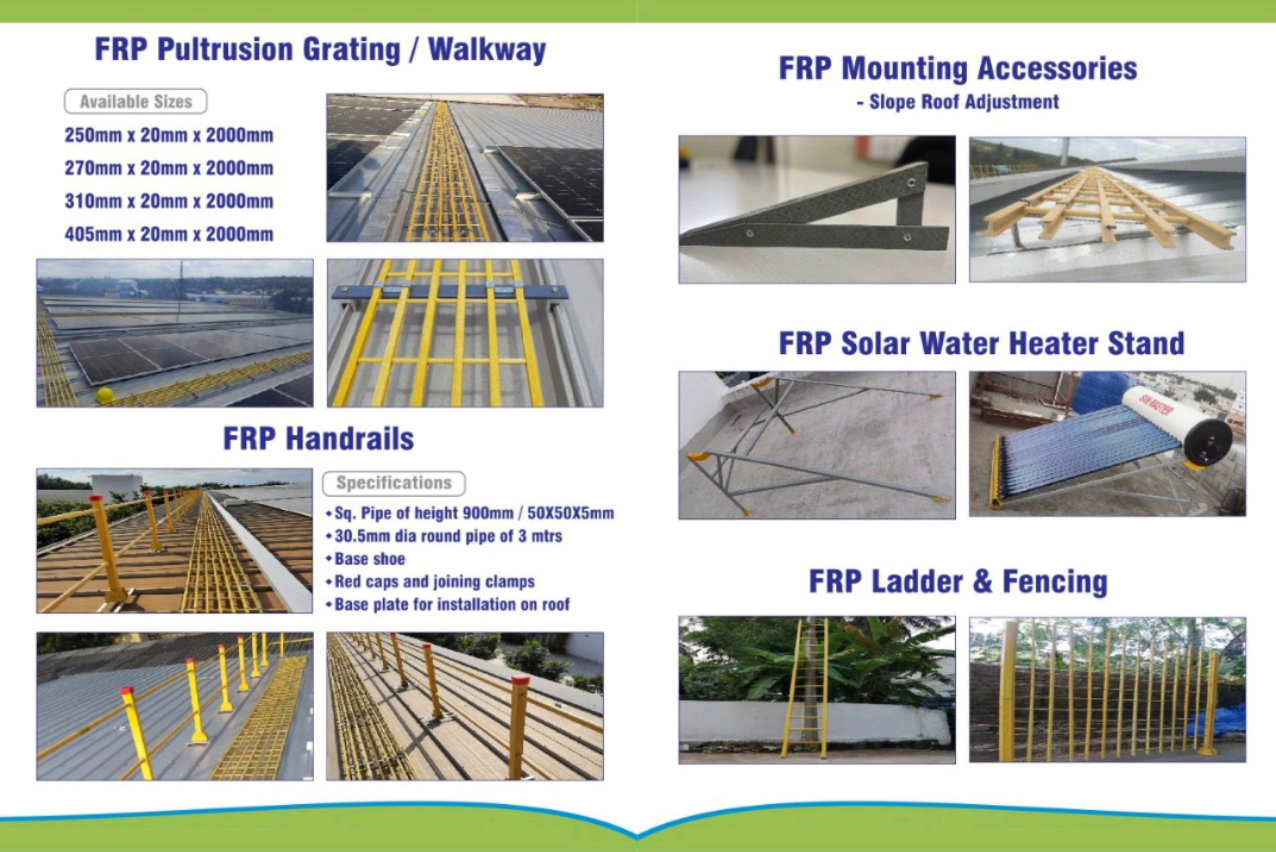 FRP Pultrusion Grating / Walkway
Available Sizes
250mm x 20mm x 2000mm
270mm x 20mm x 2000mm
310mm x 20mm x 2000mm
405mm x 20mm x 2000mm
FRP Handrails
Specifications
Sq. Pipe of height 900mm / 50X50X5mm
30.5mm dia round pipe of 3 mtrs
Base shoe
Red caps and joining clamps
Base plate for installation on roof
FRP Mounting Accessories
- Slope Roof Adjustment
FRP Solar Water Heater Stand
SUN MASTER
FRP Ladder & Fencing